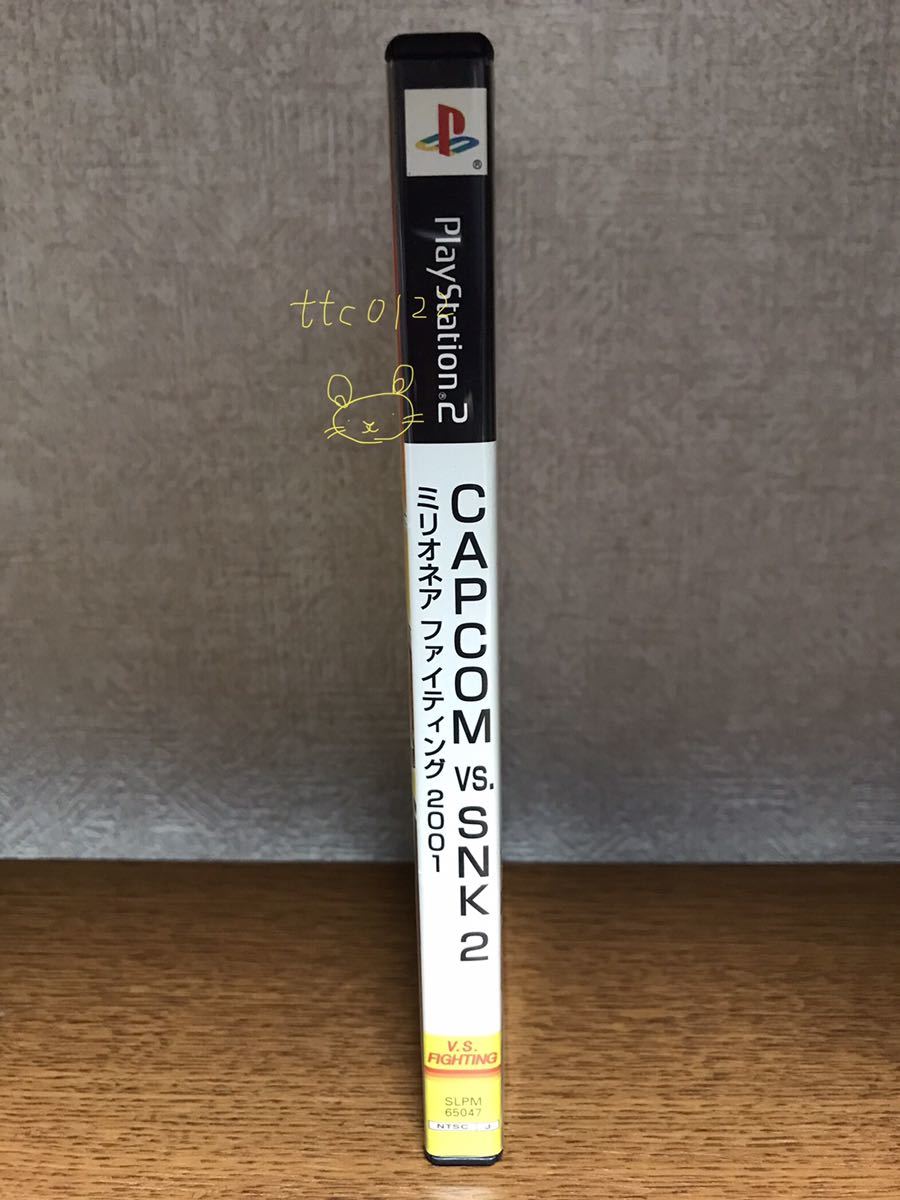 PlayStation®2
ttc012
CAPCOM VS. SNK 2
ミリオネア ファイティング 2001
V.S.
FIGHTING
SLPM
65047
NTSC J